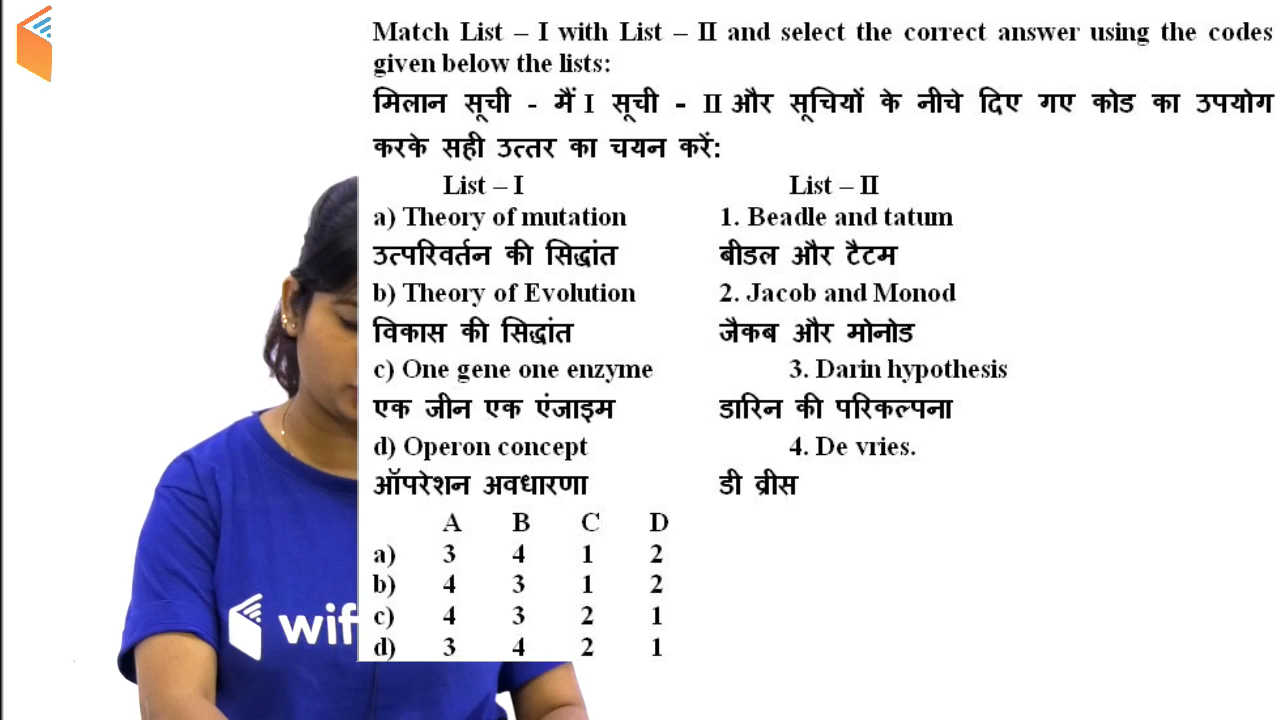 Match List – I with List – II and select the correct answer using the codes
given below the lists:
मिलान सूची - मैं I सूची - II और सूचियों के नीचे दिए गए कोड का उपयोग
करके सही उत्तर का चयन करें:
List – I List – II
a) Theory of mutation 1. Beadle and tatum
उत्परिवर्तन की सिद्धांत बीडल और टैटम
b) Theory of Evolution 2. Jacob and Monod
विकास की सिद्धांत जैकब और मोनोड
c) One gene one enzyme 3. Darin hypothesis
एक जीन एक एंजाइम डारिन की परिकल्पना
d) Operon concept 4. De vries.
ऑपरेशन अवधारणा डी व्रीस
A B C D
a) 3 4 1 2
b) 4 3 1 2
c) 4 3 2 1
d) 3 4 2 1
wif